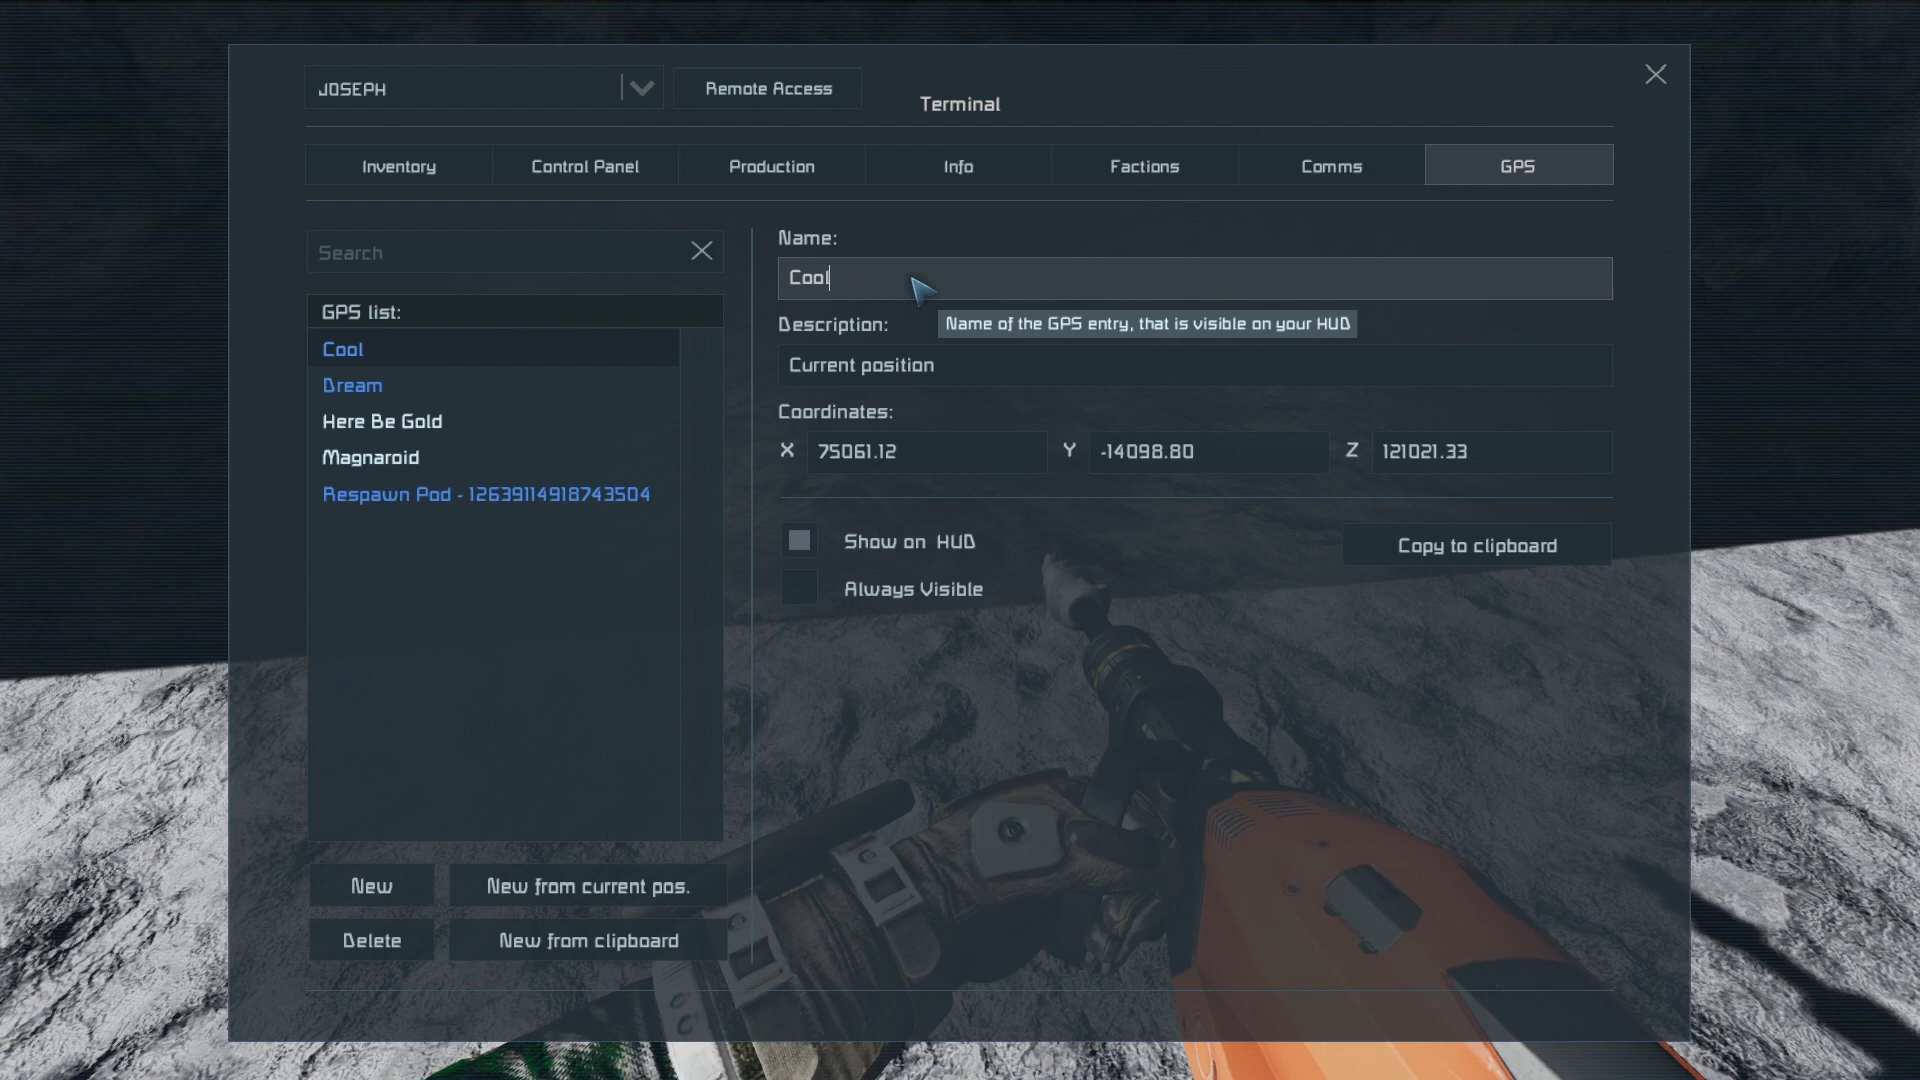 JOSEPH
Remote Access
Terminal
Inventory
Control Panel
Production
Info
Factions
Comms
GPS
Search
GPS list:
Cool
Dream
Here Be Gold
Magnaroid
Respawn Pod - 126391149187435​04
New
New from current pos.
Delete
New from clipboard
Name:
Cool
Name of the GPS entry, that is visible on your HUD
Description:
Current position
Coordinates:
X 75061.12 Y -14098.80 Z 121021.33
Show on HUD
Copy to clipboard
Always Visible